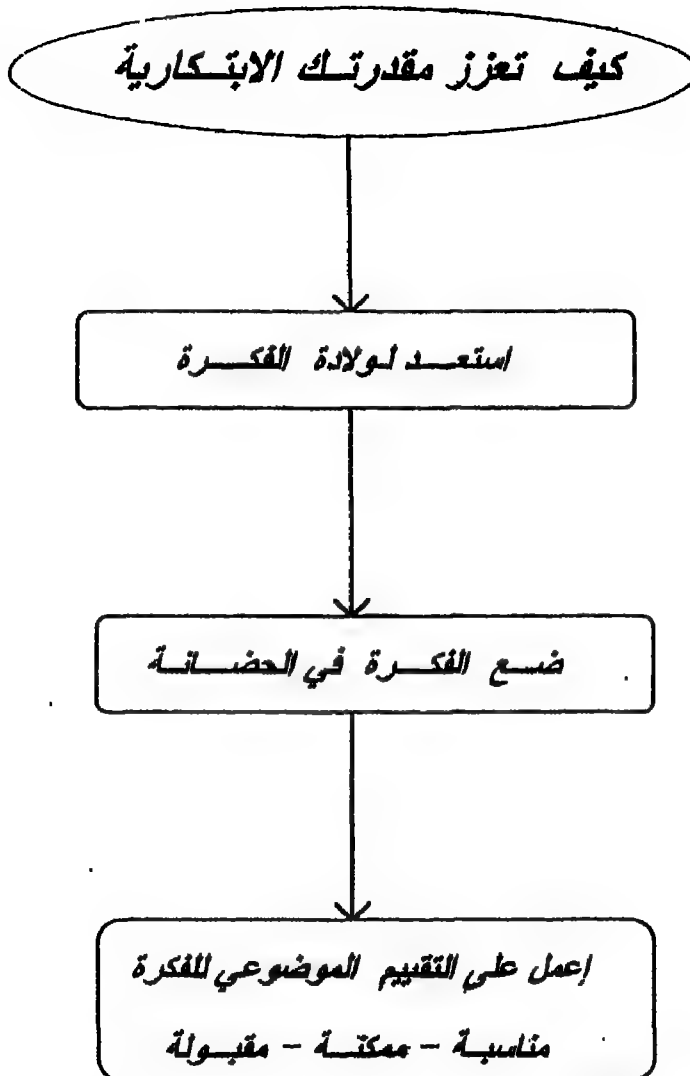 كيف تعزز مقدرتك الابتكارية
استعد لولادة الفكرة
ضع الفكرة في الحضانة
إعمل على التقييم الموضوعي للفكرة
مناسبة - ممكنة - مقبولة